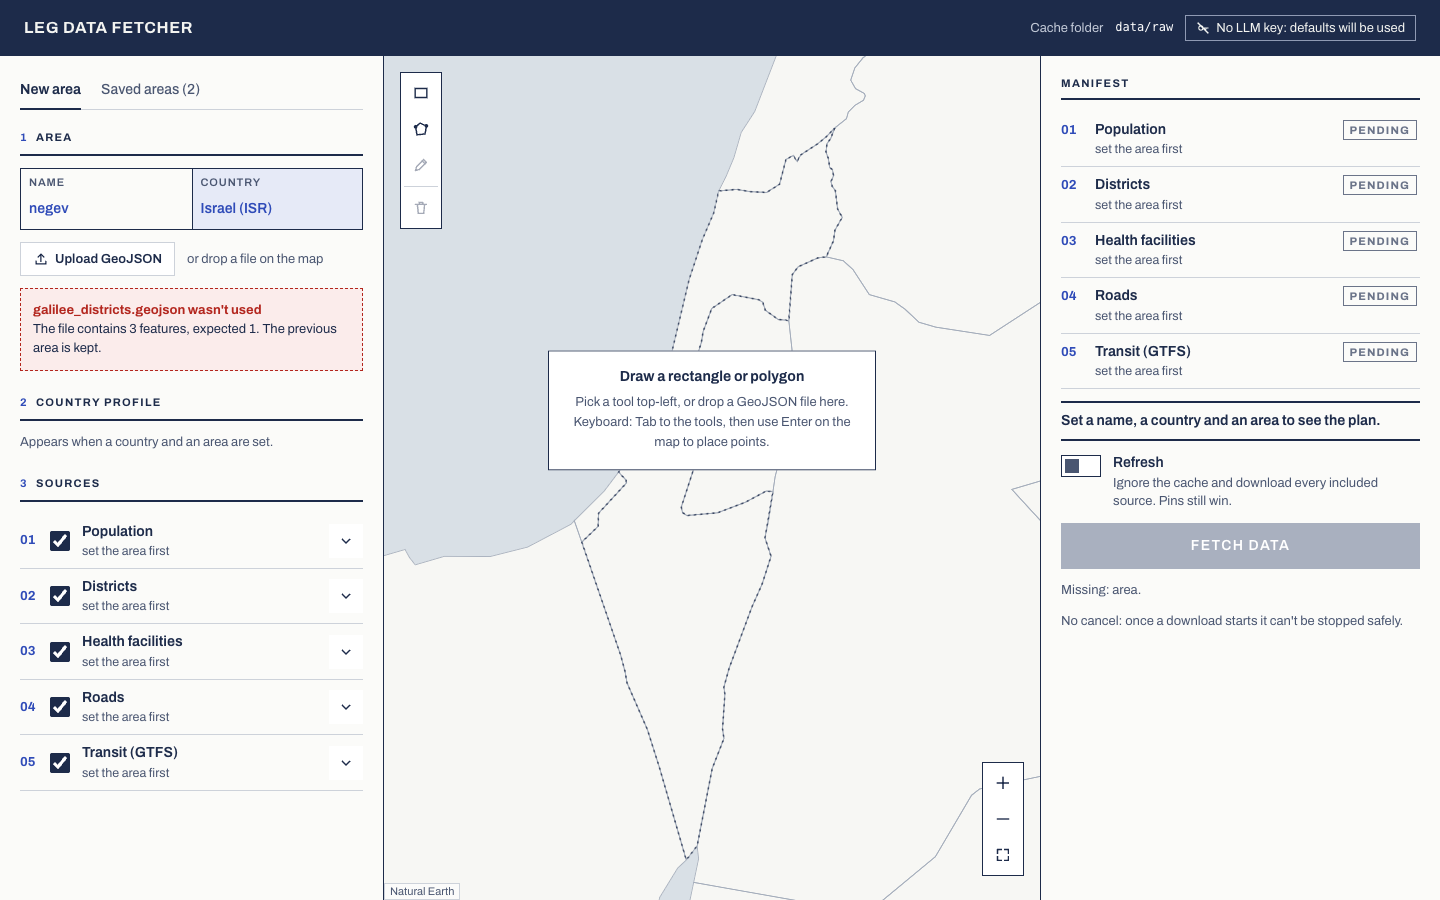 LEG DATA FETCHER
Cache folder data/raw No LLM key: defaults will be used
New area Saved areas (2)
1 AREA
NAME
negev
COUNTRY
Israel (ISR)
Upload GeoJSON or drop a file on the map
galilee_districts.geojson wasn't used
The file contains 3 features, expected 1. The previous
area is kept.
2 COUNTRY PROFILE
Appears when a country and an area are set.
3 SOURCES
01 Population
set the area first
02 Districts
set the area first
03 Health facilities
set the area first
04 Roads
set the area first
05 Transit (GTFS)
set the area first
Draw a rectangle or polygon
Pick a tool top-left, or drop a GeoJSON file here.
Keyboard: Tab to the tools, then use Enter on the
map to place points.
Natural Earth
MANIFEST
01 Population PENDING
set the area first
02 Districts PENDING
set the area first
03 Health facilities PENDING
set the area first
04 Roads PENDING
set the area first
05 Transit (GTFS) PENDING
set the area first
Set a name, a country and an area to see the plan.
Refresh
Ignore the cache and download every included
source. Pins still win.
FETCH DATA
Missing: area.
No cancel: once a download starts it can't be stopped safely.